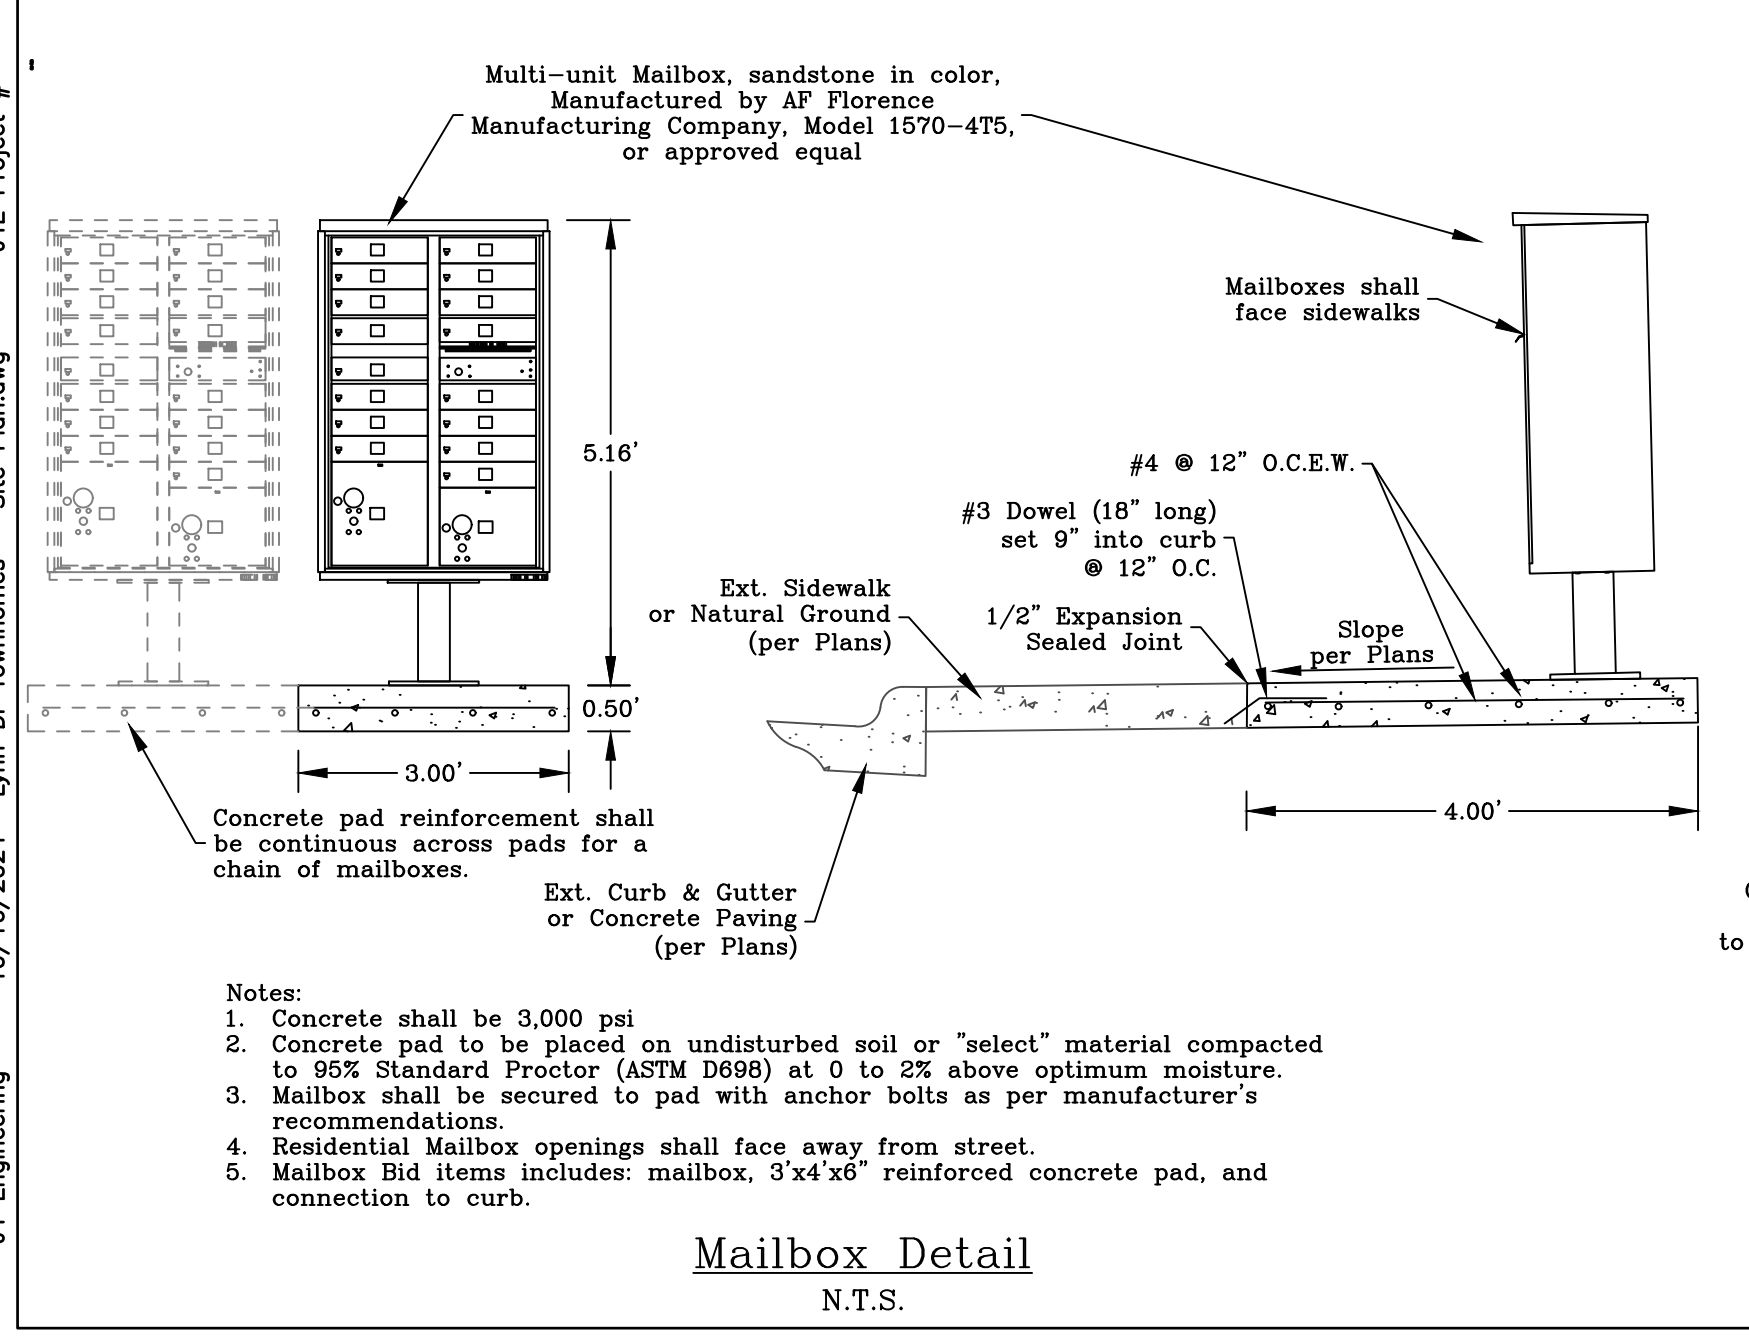 Multi-unit Mailbox, sandstone in color,
Manufactured by AF Florence
Manufacturing Company, Model 1570-4T5,
or approved equal
Mailboxes shall
face sidewalks
5.16'
#4 @ 12" O.C.E.W.
#3 Dowel (18" long)
set 9" into curb
@ 12" O.C.
Ext. Sidewalk
or Natural Ground
(per Plans)
1/2" Expansion
Sealed Joint
Slope
per Plans
0.50'
3.00'
4.00'
Concrete pad reinforcement shall
be continuous across pads for a
chain of mailboxes.
Ext. Curb & Gutter
or Concrete Paving
(per Plans)
to
Notes:
1. Concrete shall be 3,000 psi
2. Concrete pad to be placed on undisturbed soil or "select" material compacted
to 95% Standard Proctor (ASTM D698) at 0 to 2% above optimum moisture.
3. Mailbox shall be secured to pad with anchor bolts as per manufacturer's
recommendations.
4. Residential Mailbox openings shall face away from street.
5. Mailbox Bid items includes: mailbox, 3'x4'x6" reinforced concrete pad, and
connection to curb.
Mailbox Detail
N.T.S.